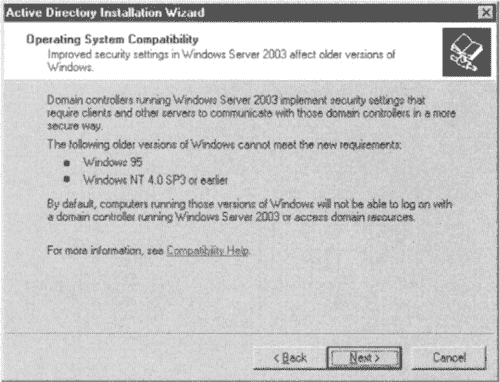 Active Directory Installation Wizard
Operating System Compatibility
Improved security settings in Windows Server 2003 affect older versions of
Windows.
Domain controllers running Windows Server 2003 implement security settings that
require clients and other servers to communicate with those domain controllers in a more
secure way.
The following older versions of Windows cannot meet the new requirements:
• Windows 95
• Windows NT 4.0 SP3 or earlier
By default, computers running those versions of Windows will not be able to log on with
a domain controller running Windows Server 2003 or access domain resources.
For more information, see Compatibility Help.
< Back Next > Cancel